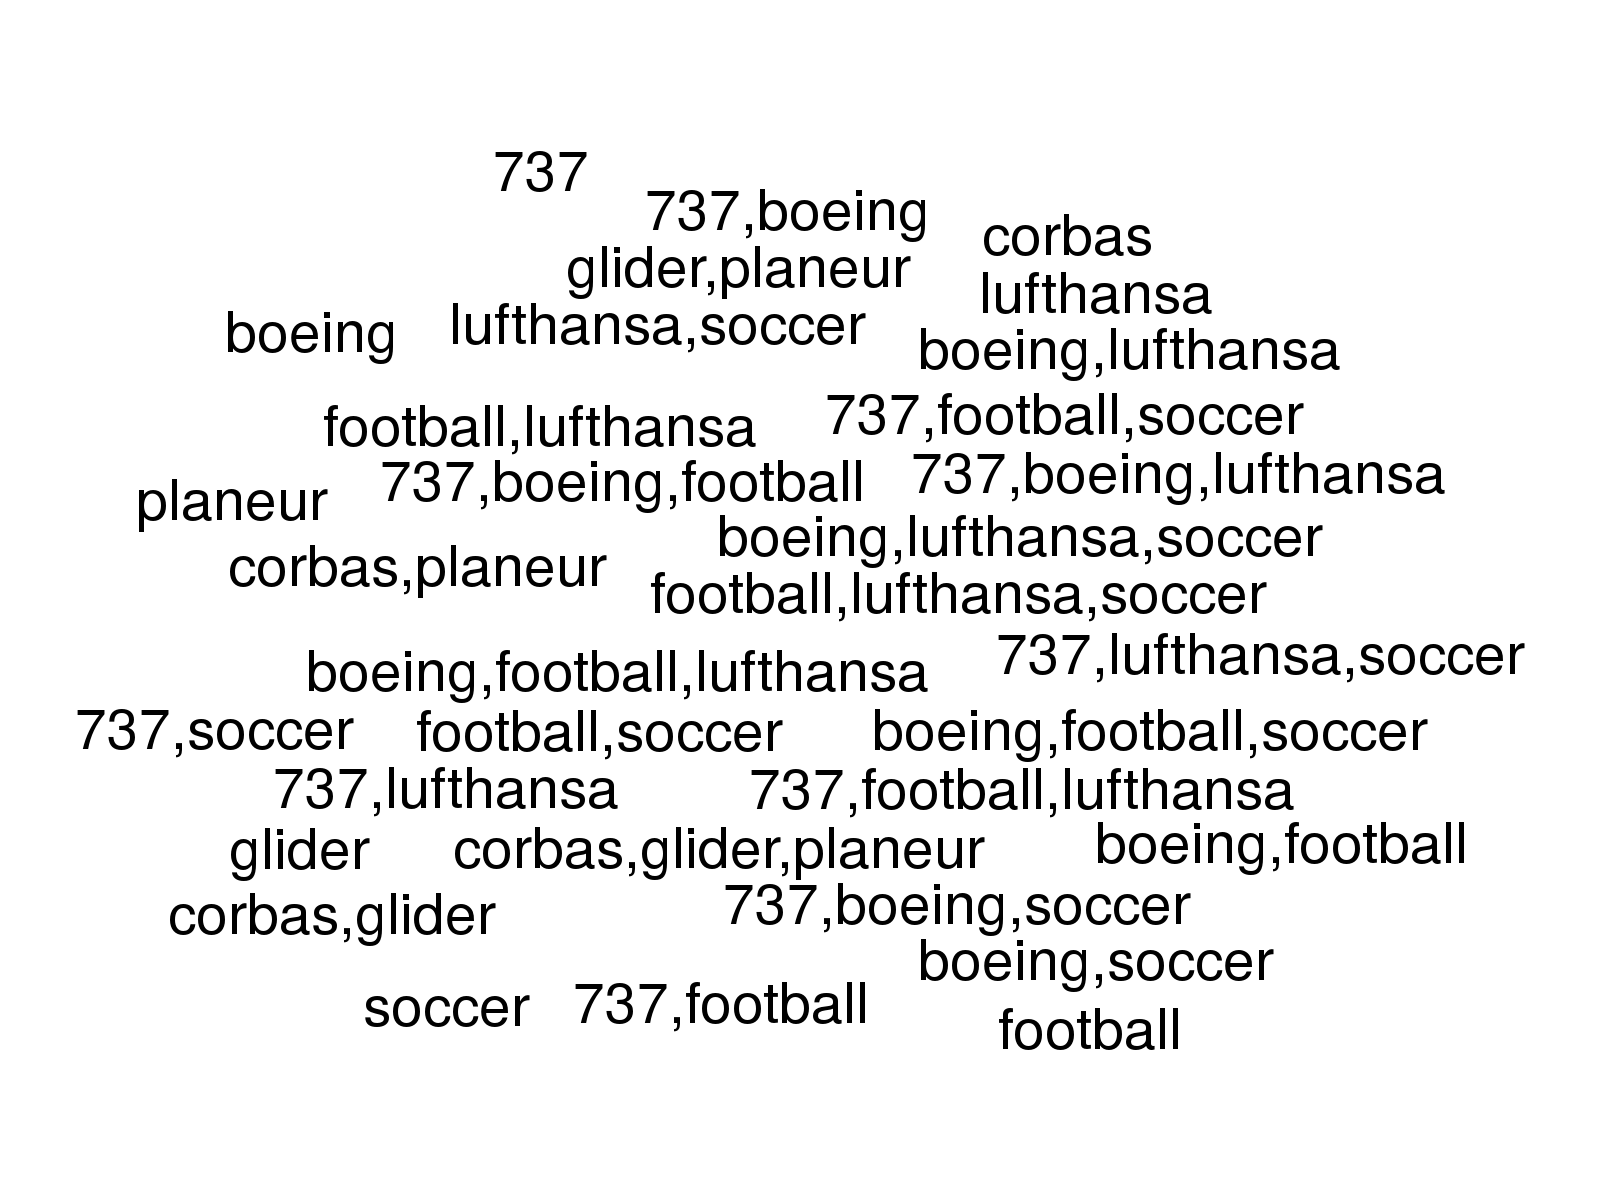 737
737,boeing
corbas
glider,planeur
lufthansa
boeing
lufthansa,soccer
boeing,lufthansa
football,lufthansa
737,football,soccer
737,boeing,football
737,boeing,lufthansa
planeur
boeing,lufthansa,soccer
corbas,planeur
football,lufthansa,soccer
boeing,football,lufthansa
737,lufthansa,soccer
737,soccer
football,soccer
boeing,football,soccer
737,lufthansa
737,football,lufthansa
glider
corbas,glider,planeur
boeing,football
corbas,glider
737,boeing,soccer
boeing,soccer
soccer
737,football
football